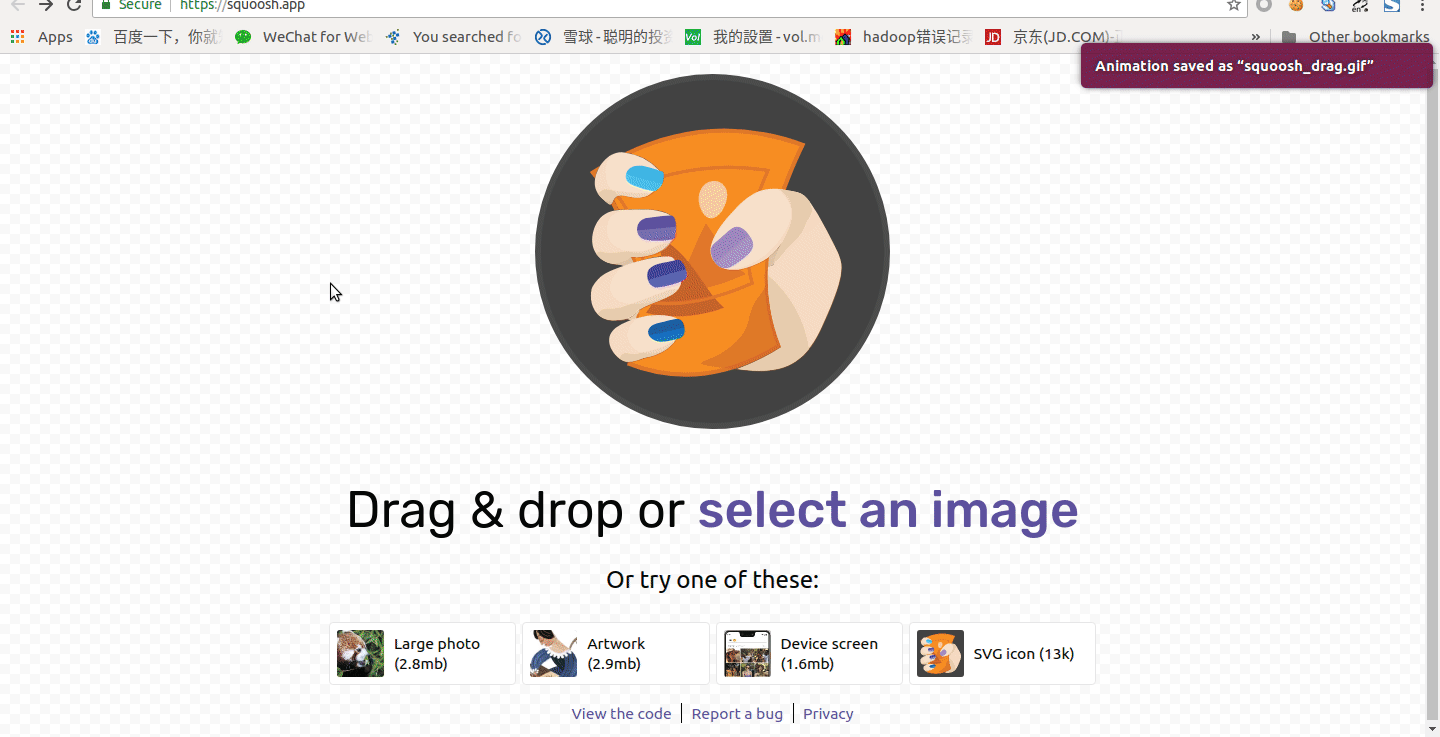 Secure https://squoosh.app
Apps 百度一下，你就 WeChat for We You searched fo 雪球 - 聪明的投资 Vol 我的設置 - vol.m hadoop错误记录 JD 京东(JD.COM)- » Other bookmarks
Animation saved as “squoosh_drag.gif”
Drag & drop or select an image
Or try one of these:
Large photo
(2.8mb)
Artwork
(2.9mb)
Device screen
(1.6mb)
SVG icon (13k)
View the code Report a bug Privacy